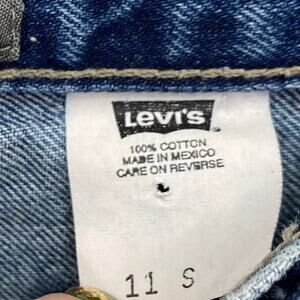 Levi's
100% COTTON
MADE IN MEXICO
CARE ON REVERSE
11 S